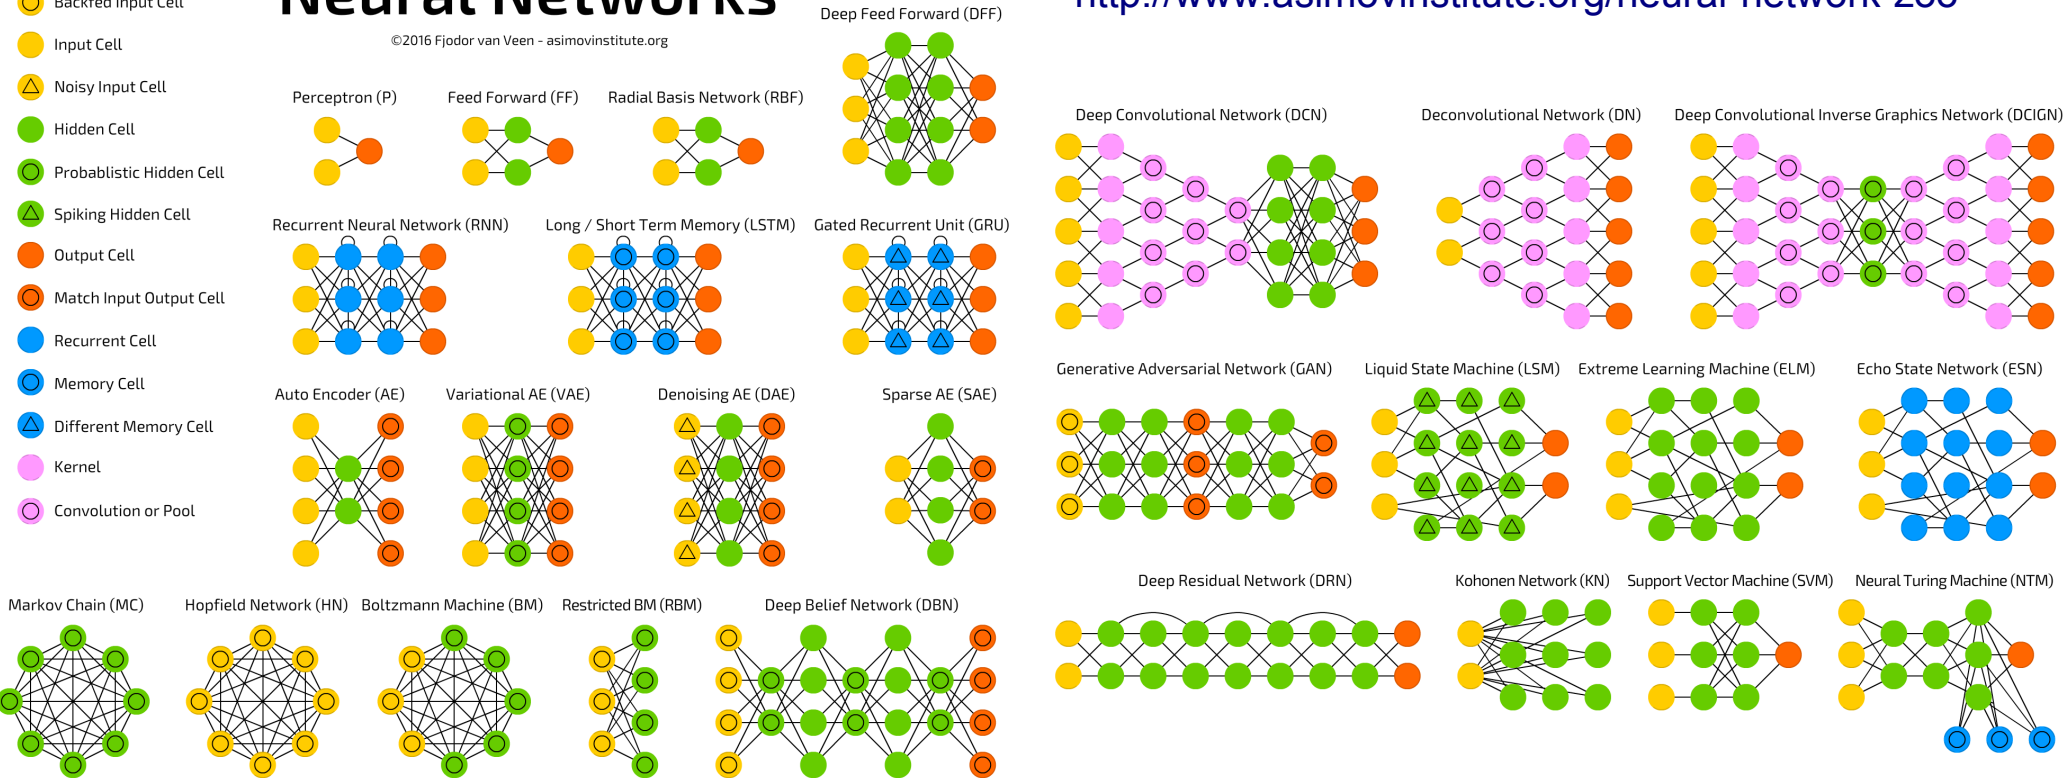 Backfed Input Cell
Input Cell
Noisy Input Cell
Hidden Cell
Probablistic Hidden Cell
Spiking Hidden Cell
Output Cell
Match Input Output Cell
Recurrent Cell
Memory Cell
Different Memory Cell
Kernel
Convolution or Pool
Neural Networks
©2016 Fjodor van Veen - asimovinstitute.org
http://www.asimovinstitute.org/neural-network-zoo
Deep Feed Forward (DFF)
Perceptron (P)
Feed Forward (FF)
Radial Basis Network (RBF)
Recurrent Neural Network (RNN)
Long / Short Term Memory (LSTM)
Gated Recurrent Unit (GRU)
Auto Encoder (AE)
Variational AE (VAE)
Denoising AE (DAE)
Sparse AE (SAE)
Markov Chain (MC)
Hopfield Network (HN)
Boltzmann Machine (BM)
Restricted BM (RBM)
Deep Belief Network (DBN)
Deep Convolutional Network (DCN)
Deconvolutional Network (DN)
Deep Convolutional Inverse Graphics Network (DCIGN)
Generative Adversarial Network (GAN)
Liquid State Machine (LSM)
Extreme Learning Machine (ELM)
Echo State Network (ESN)
Deep Residual Network (DRN)
Kohonen Network (KN)
Support Vector Machine (SVM)
Neural Turing Machine (NTM)